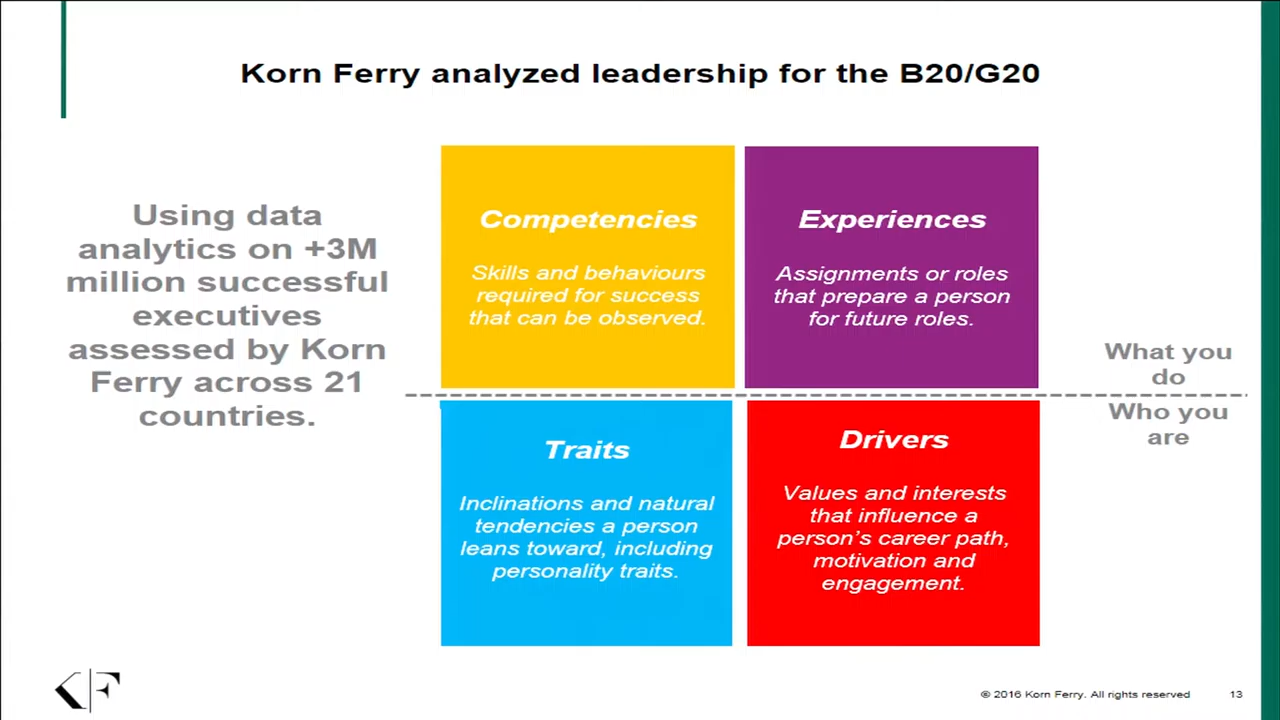 Korn Ferry analyzed leadership for the B20/G20
Using data
analytics on +3M
million successful
executives
assessed by Korn
Ferry across 21
countries.
Competencies
Skills and behaviours
required for success
that can be observed.
Experiences
Assignments or roles
that prepare a person
for future roles.
What you
do
Who you
are
Traits
Inclinations and natural
tendencies a person
leans toward, including
personality traits.
Drivers
Values and interests
that influence a
person's career path,
motivation and
engagement.
KF
© 2016 Korn Ferry. All rights reserved
13